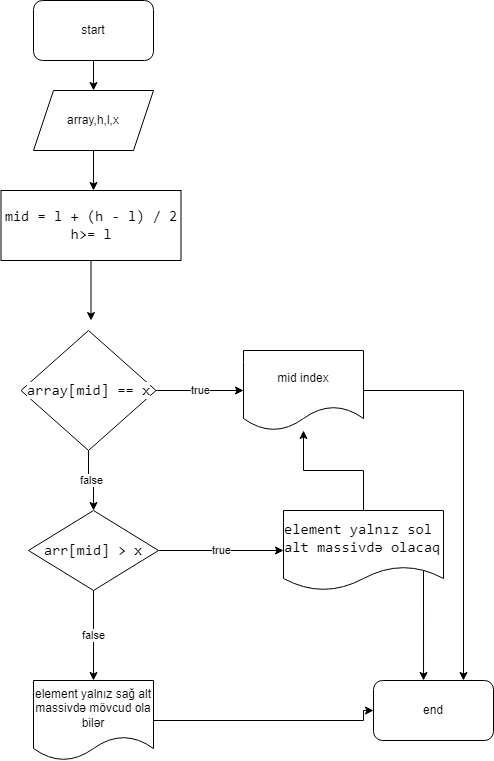 start
array,h,l,x
mid = l + (h - l) / 2
h>= l
array[mid] == x
true
mid index
false
arr[mid] > x
true
element yalnız sol
alt massivdə olacaq
false
element yalnız sağ alt
massivdə mövcud ola
bilər
end